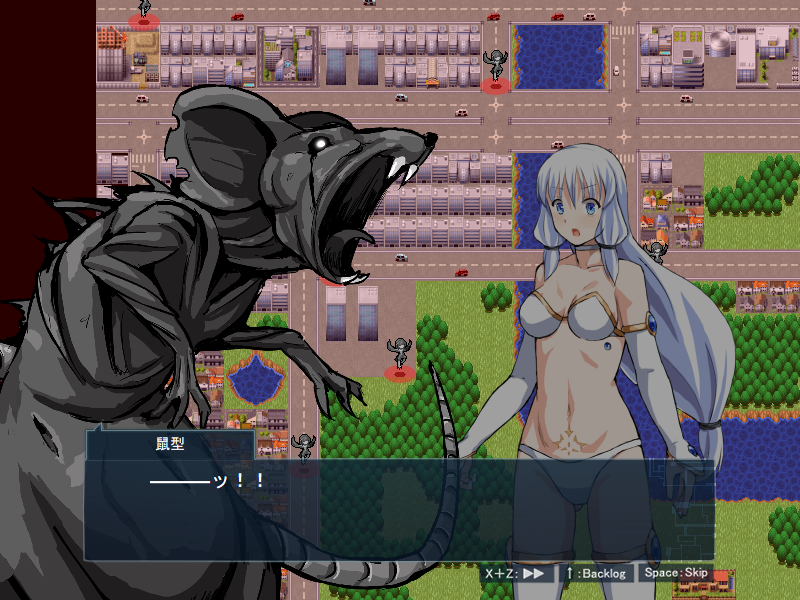 鼠型
―――ッ！！
X+Z: ▶▶ ↑:Backlog Space:Skip